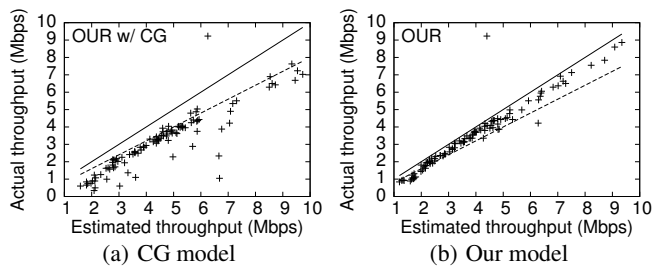 OUR w/ CG
10
9
8
7
6
5
4
3
2
1
0
Actual throughput (Mbps)
1 2 3 4 5 6 7 8 9 10
Estimated throughput (Mbps)
(a) CG model
OUR
10
9
8
7
6
5
4
3
2
1
0
Actual throughput (Mbps)
1 2 3 4 5 6 7 8 9 10
Estimated throughput (Mbps)
(b) Our model